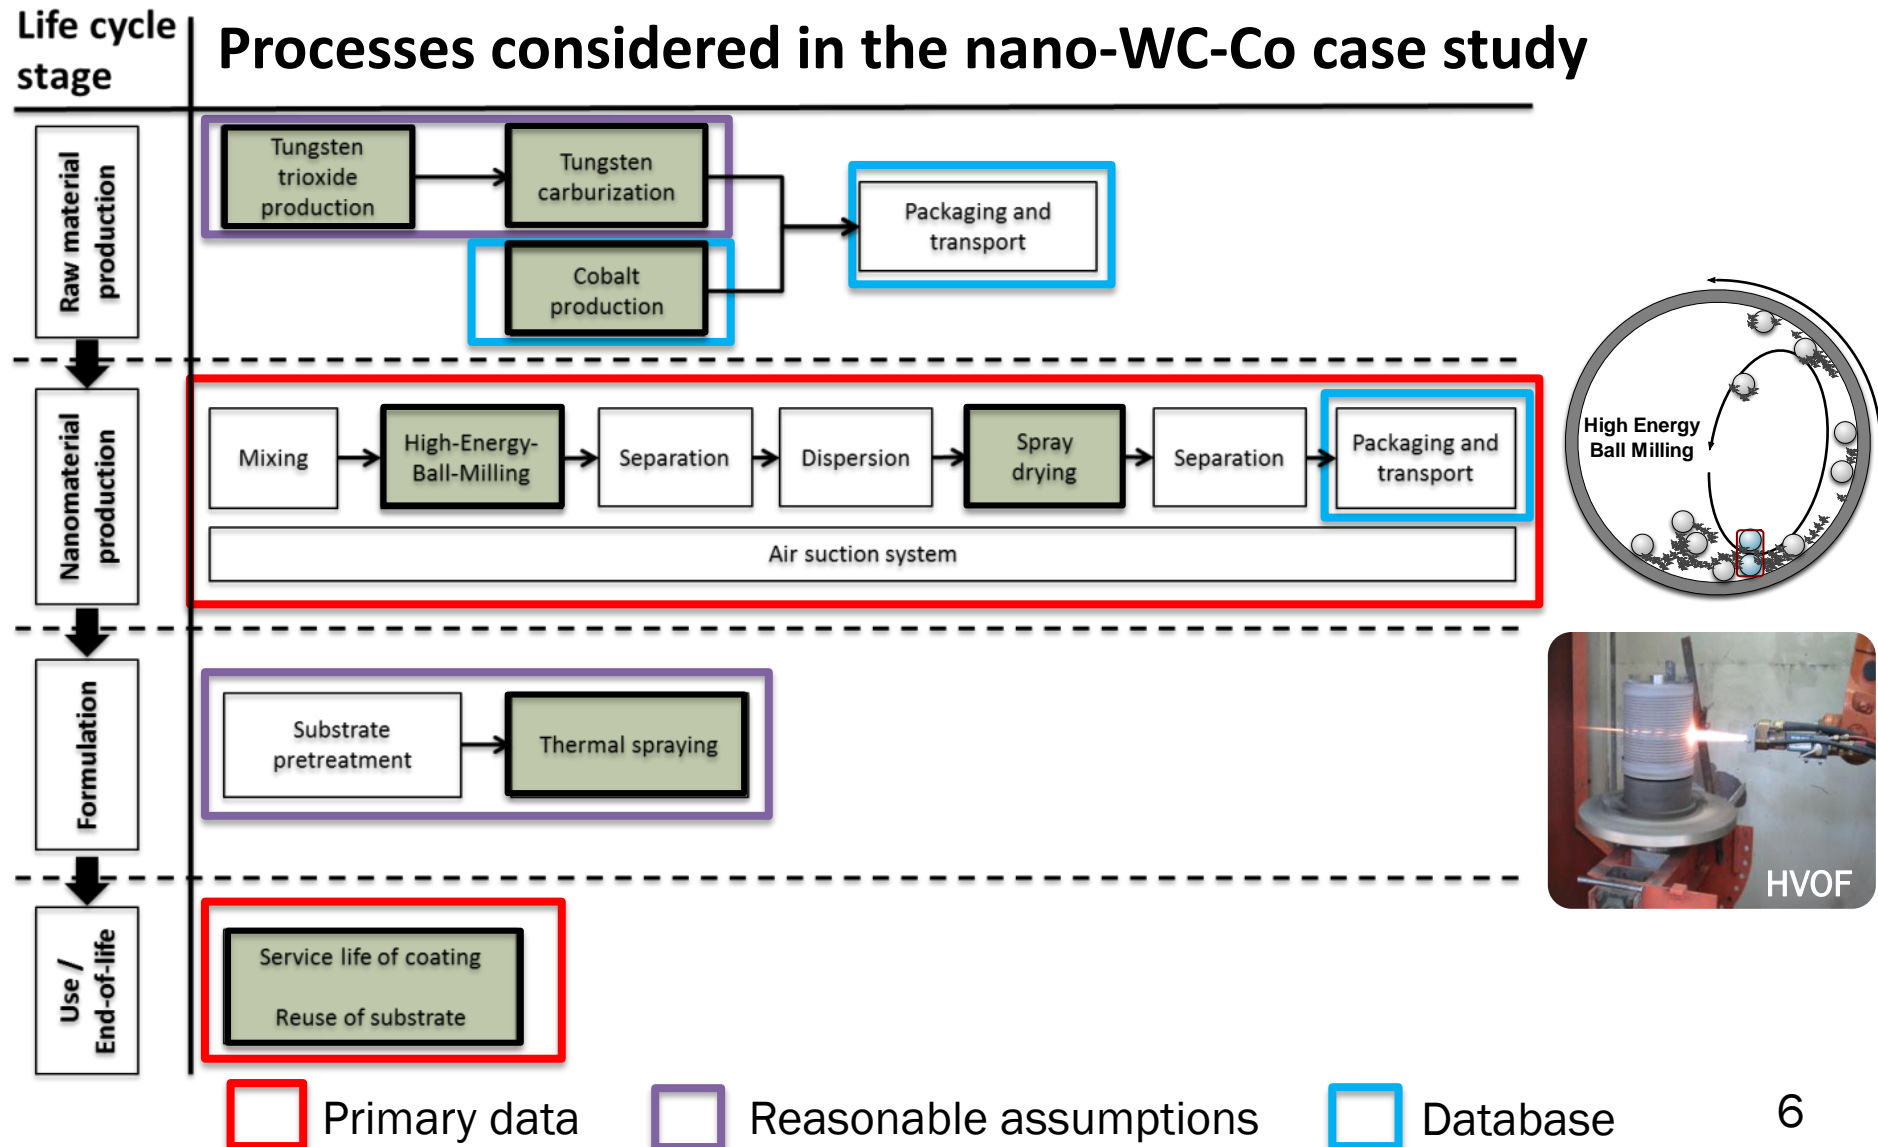 Life cycle
stage
Processes considered in the nano-WC-Co case study
Raw material
production
Tungsten
trioxide
production
Tungsten
carburization
Cobalt
production
Packaging and
transport
Nanomaterial
production
Mixing
High-Energy-
Ball-Milling
Separation
Dispersion
Spray
drying
Separation
Packaging and
transport
Air suction system
High Energy
Ball Milling
Formulation
Substrate
pretreatment
Thermal spraying
HVOF
Use /
End-of-life
Service life of coating
Reuse of substrate
Primary data
Reasonable assumptions
Database
6